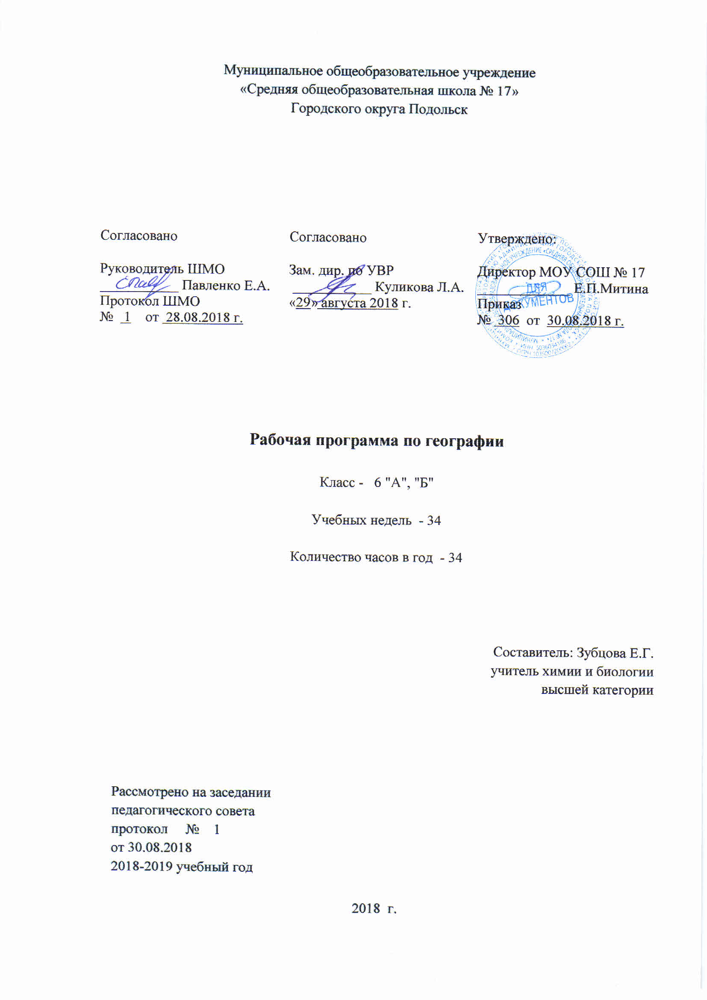 Муниципальное общеобразовательное учреждение
«Средняя общеобразовательная школа № 17»
Городского округа Подольск
Согласовано
Руководитель ШМО
____________ Павленко Е.А.
Протокол ШМО
№ 1 от 28.08.2018 г.
Согласовано
Зам. дир. по УВР
____________ Куликова Л.А.
«29» августа 2018 г.
Утверждено:
Директор МОУ СОШ № 17
____________ Е.П.Митина
Приказ
№ 306 от 30.08.2018 г.
ДЛЯ
ДОКУМЕНТОВ
Рабочая программа по географии
Класс - 6 "А", "Б"
Учебных недель - 34
Количество часов в год - 34
Составитель: Зубцова Е.Г.
учитель химии и биологии
высшей категории
Рассмотрено на заседании
педагогического совета
протокол № 1
от 30.08.2018
2018-2019 учебный год
2018 г.